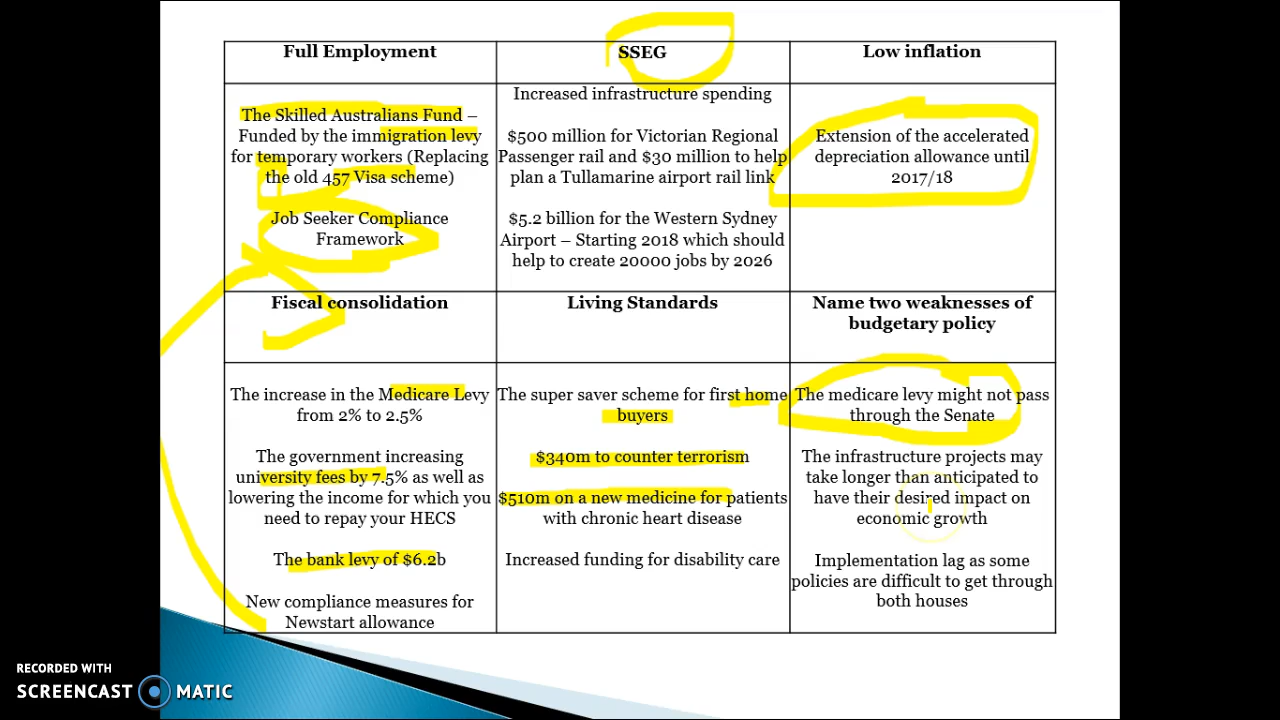 Full Employment
SSEG
Low inflation
The Skilled Australians Fund –
Funded by the immigration levy
for temporary workers (Replacing
the old 457 Visa scheme)
Job Seeker Compliance
Framework
Increased infrastructure spending
$500 million for Victorian Regional
Passenger rail and $30 million to help
plan a Tullamarine airport rail link
$5.2 billion for the Western Sydney
Airport – Starting 2018 which should
help to create 20000 jobs by 2026
Extension of the accelerated
depreciation allowance until
2017/18
Fiscal consolidation
Living Standards
Name two weaknesses of
budgetary policy
The increase in the Medicare Levy
from 2% to 2.5%
The government increasing
university fees by 7.5% as well as
lowering the income for which you
need to repay your HECS
The bank levy of $6.2b
New compliance measures for
Newstart allowance
The super saver scheme for first home
buyers
$340m to counter terrorism
$510m on a new medicine for patients
with chronic heart disease
Increased funding for disability care
The medicare levy might not pass
through the Senate
The infrastructure projects may
take longer than anticipated to
have their desired impact on
economic growth
Implementation lag as some
policies are difficult to get through
both houses
RECORDED WITH
SCREENCAST MATIC